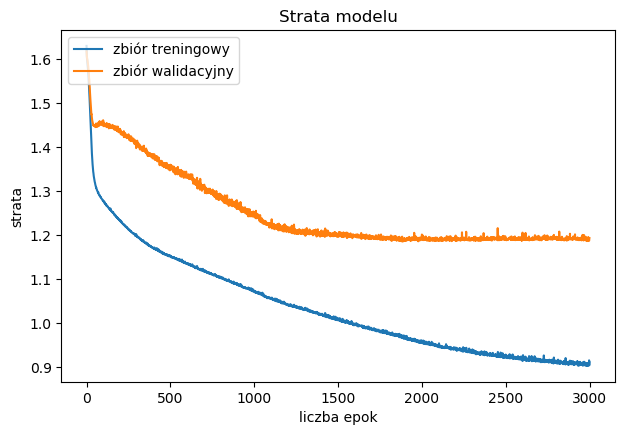 Strata modelu
zbiór treningowy
zbiór walidacyjny
1.6
1.5
1.4
1.3
1.2
1.1
1.0
0.9
strata
0 500 1000 1500 2000 2500 3000
liczba epok